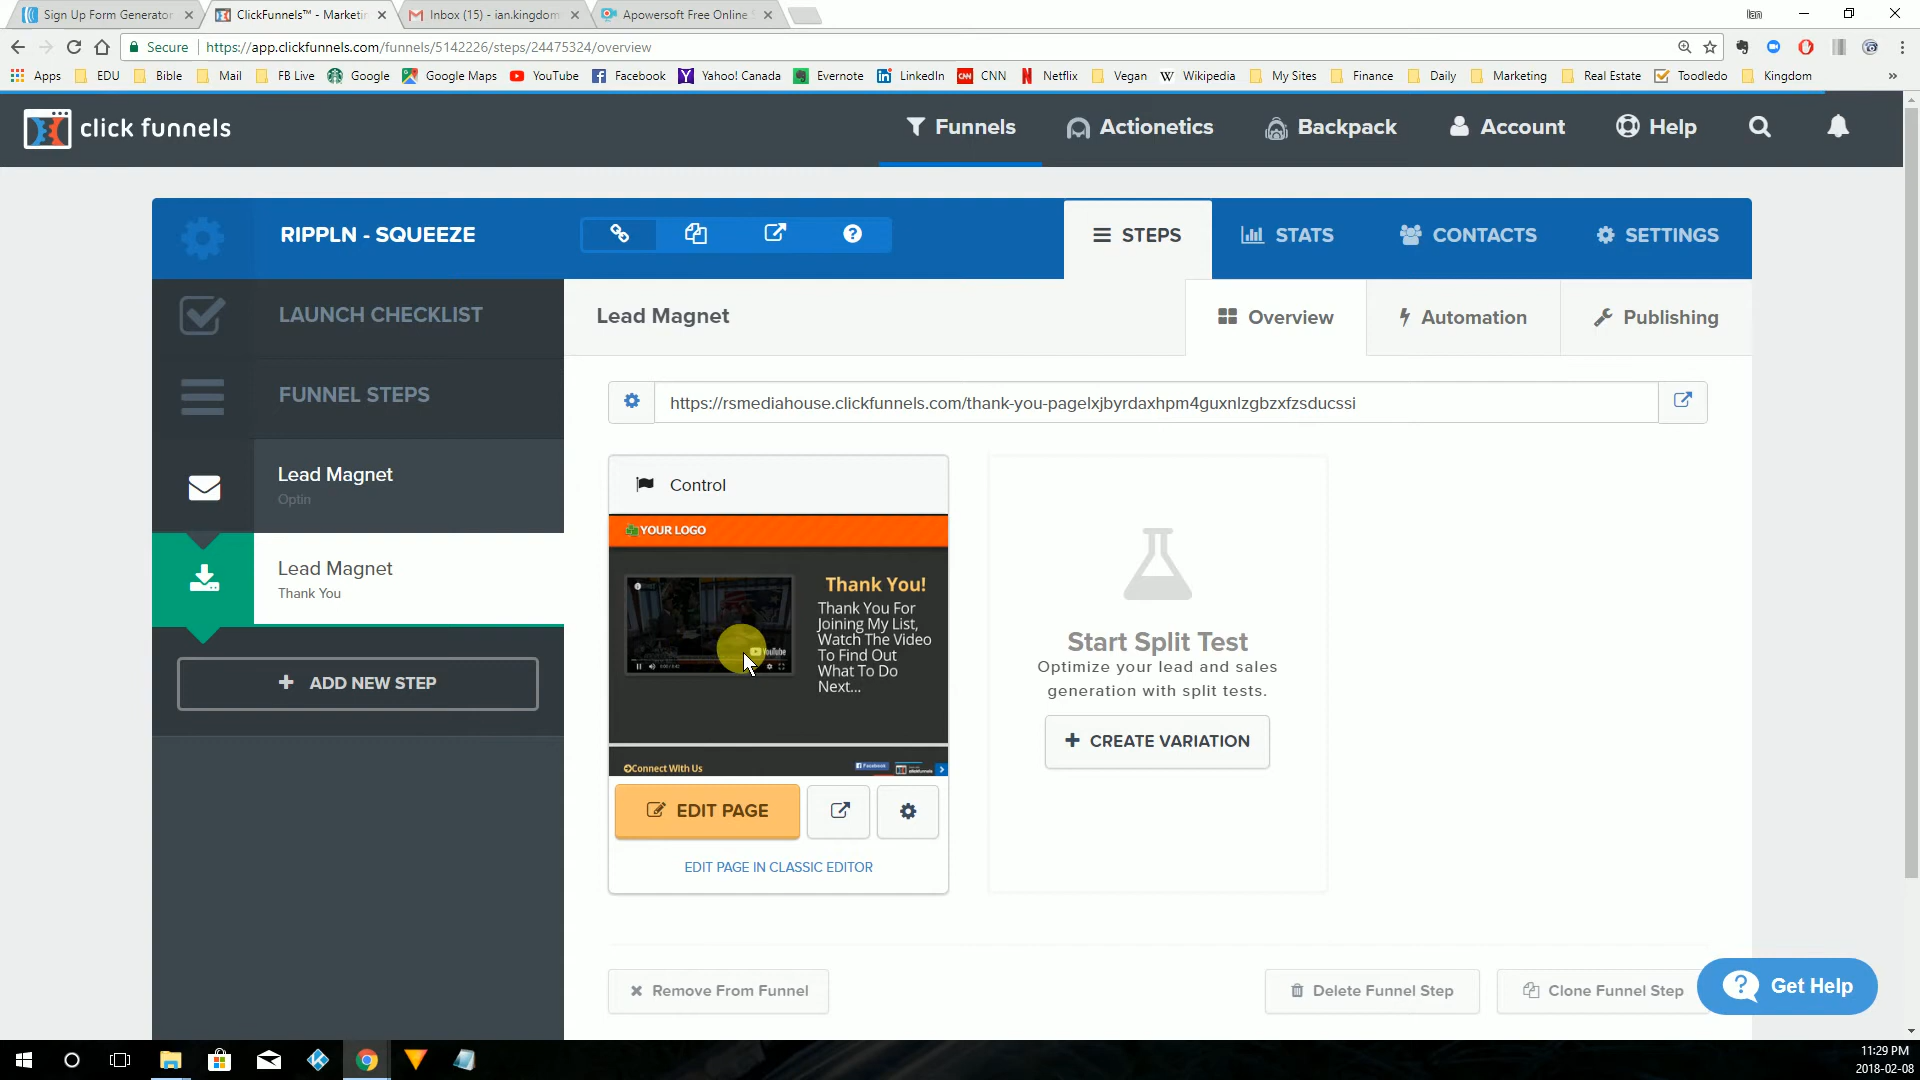 Sign Up Form Generator
ClickFunnels™ - Marketin
Inbox (15) - ian.kingdom
Apowersoft Free Online S
Ian
Secure
https://app.clickfunnels.com/funnels/5142226/steps/24475324/overview
Apps EDU Bible Mail FB Live Google Google Maps YouTube Facebook Yahoo! Canada Evernote LinkedIn CNN Netflix Vegan Wikipedia My Sites Finance Daily Marketing Real Estate Toodledo Kingdom »
click funnels
Funnels
Actionetics
Backpack
Account
Help
RIPPLN - SQUEEZE
STEPS
STATS
CONTACTS
SETTINGS
LAUNCH CHECKLIST
FUNNEL STEPS
Lead Magnet
Optin
Lead Magnet
Thank You
+ ADD NEW STEP
Lead Magnet
Overview
Automation
Publishing
https://rsmediahouse.clickfunnels.com/thank-you-pagelxjbyrdaxhpm4guxnlzgbzxfzsducssi
Control
YOUR LOGO
Thank You!
Thank You For
Joining My List,
Watch The Video
To Find Out
What To Do
Next...
YouTube
Connect With Us
Facebook
EDIT PAGE
EDIT PAGE IN CLASSIC EDITOR
Start Split Test
Optimize your lead and sales
generation with split tests.
+ CREATE VARIATION
Remove From Funnel
Delete Funnel Step
Clone Funnel Step
Get Help
11:29 PM
2018-02-08